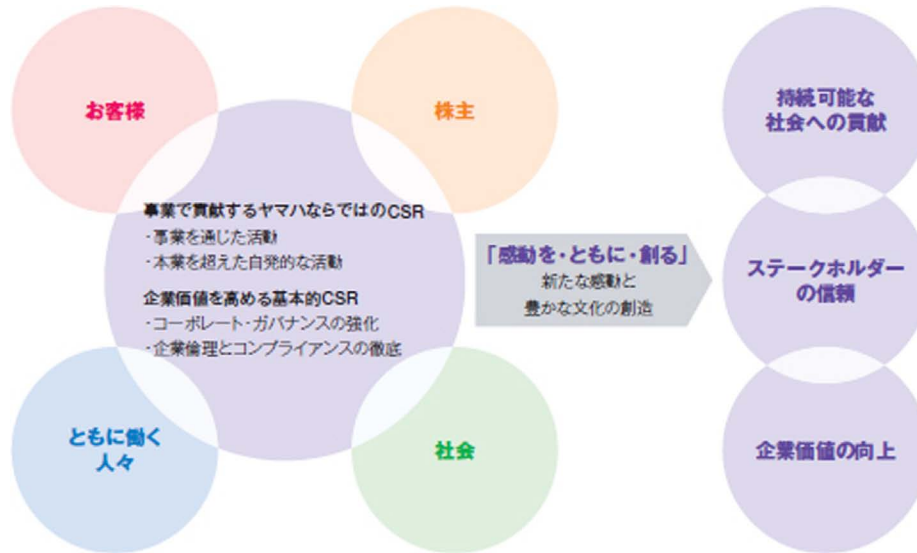 お客様
株主
事業で貢献するヤマハならではのCSR
・事業を通じた活動
・本業を超えた自発的な活動
企業価値を高める基本的CSR
・コーポレート・ガバナンスの強化
・企業倫理とコンプライアンスの徹底
ともに働く
人々
社会
「感動を・ともに・創る」
新たな感動と
豊かな文化の創造
持続可能な
社会への貢献
ステークホルダー
の信頼
企業価値の向上